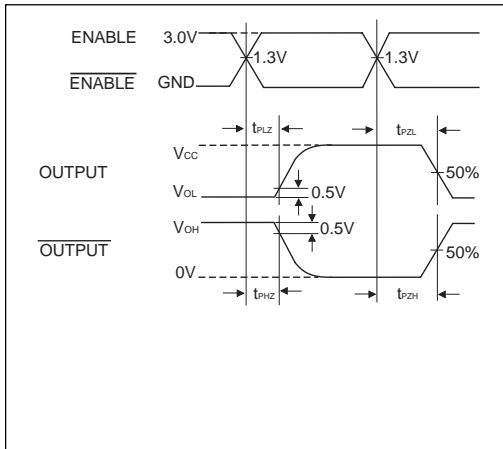 ENABLE 3.0V
1.3V 1.3V
ENABLE GND
tPLZ tPZL
VCC
OUTPUT 50%
VOL 0.5V
VOH 0.5V
OUTPUT 50%
0V
tPHZ tPZH